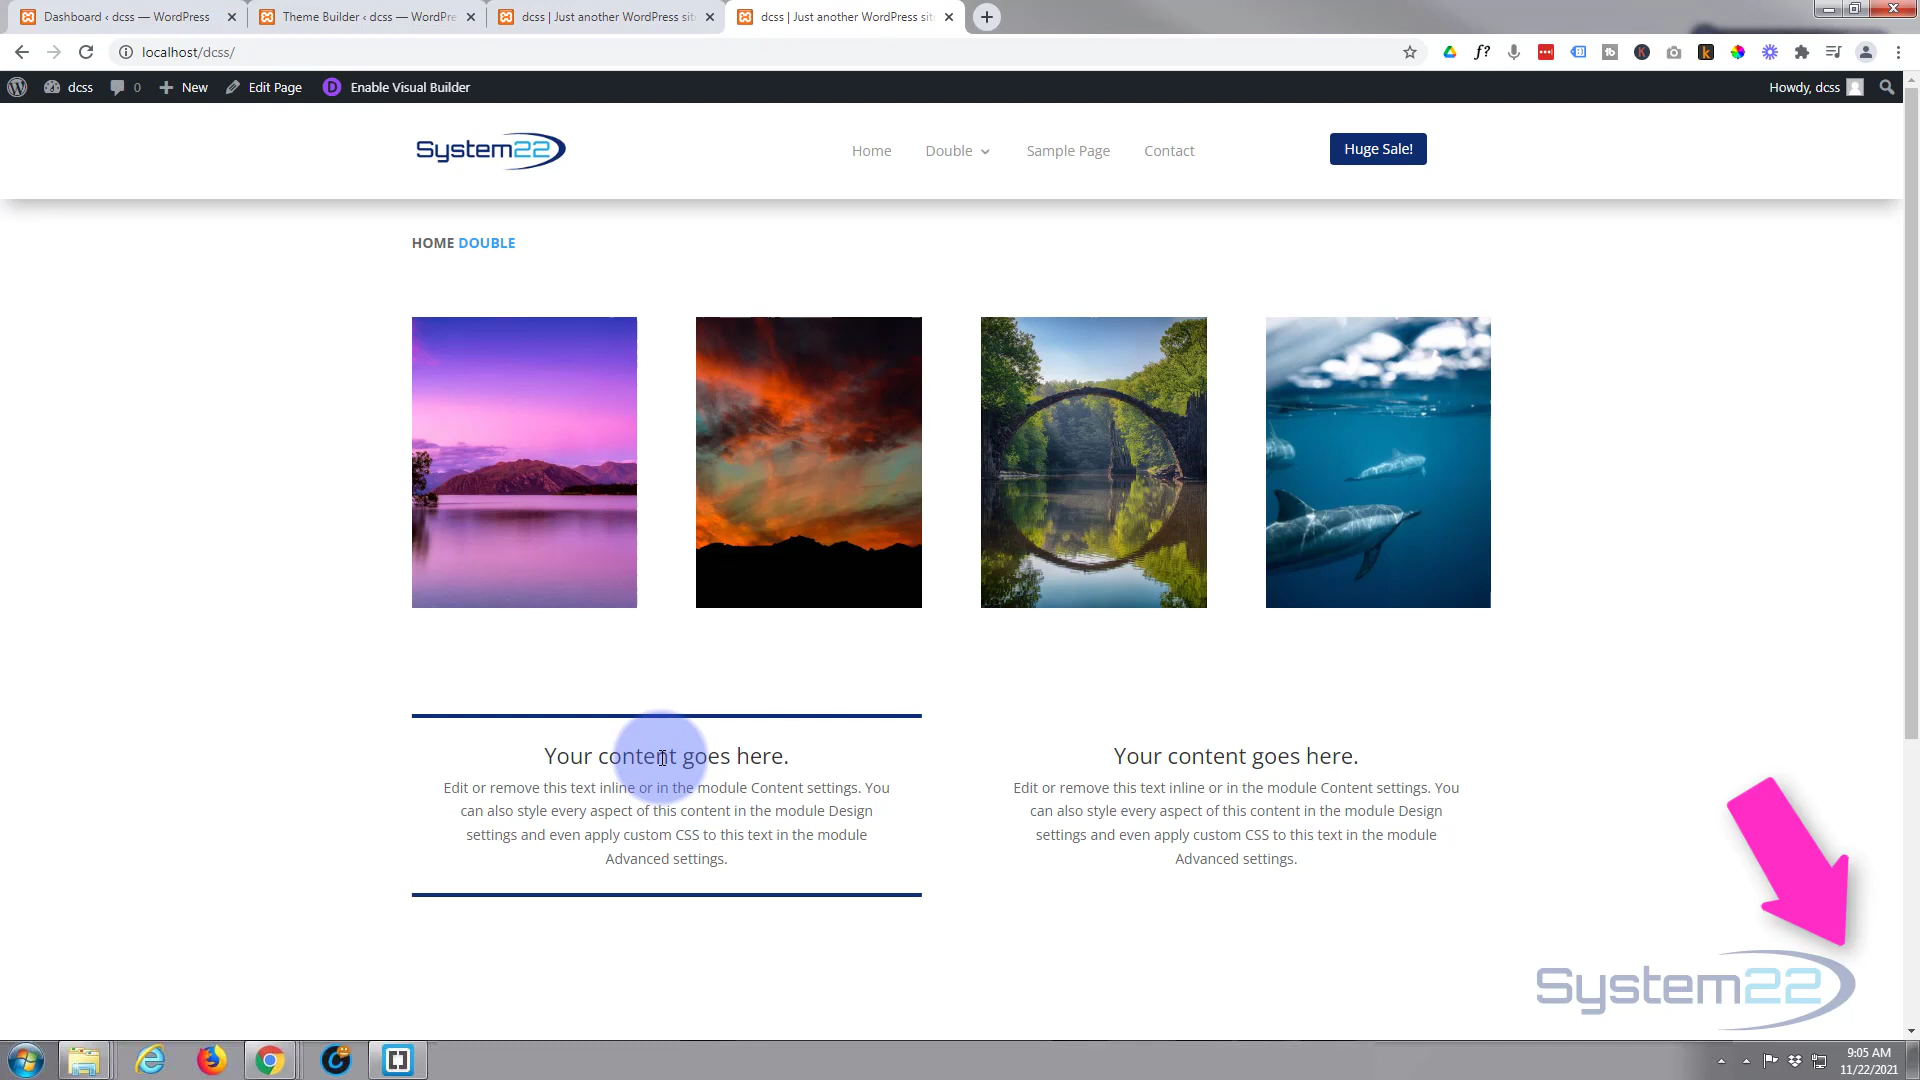 Dashboard ‹ dcss — WordPress
Theme Builder ‹ dcss — WordPre
dcss | Just another WordPress sit
dcss | Just another WordPress sit
localhost/dcss/
dcss
0
New
Edit Page
Enable Visual Builder
Howdy, dcss
System22
Home
Double
Sample Page
Contact
Huge Sale!
HOME DOUBLE
Your content goes here.
Edit or remove this text inline or in the module Content settings. You
can also style every aspect of this content in the module Design
settings and even apply custom CSS to this text in the module
Advanced settings.
Your content goes here.
Edit or remove this text inline or in the module Content settings. You
can also style every aspect of this content in the module Design
settings and even apply custom CSS to this text in the module
Advanced settings.
System22
9:05 AM
11/22/2021